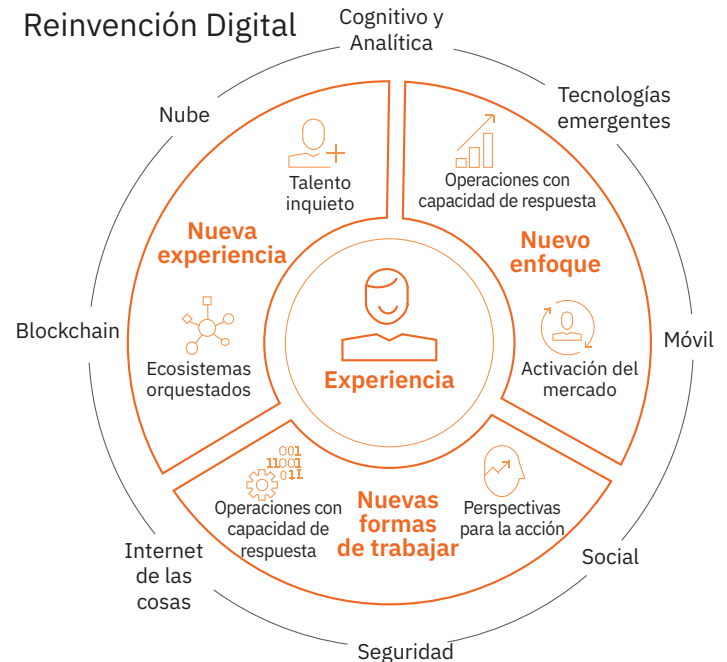 Reinvención Digital
Cognitivo y
Analítica
Tecnologías
emergentes
Móvil
Social
Seguridad
Internet
de las
cosas
Blockchain
Nube
Talento
inquieto
Nueva
experiencia
Ecosistemas
orquestados
Operaciones con
capacidad de respuesta
Nuevo
enfoque
Activación del
mercado
Experiencia
001
11001
011
Operaciones con
capacidad de
respuesta
Nuevas
formas
de trabajar
Perspectivas
para la acción